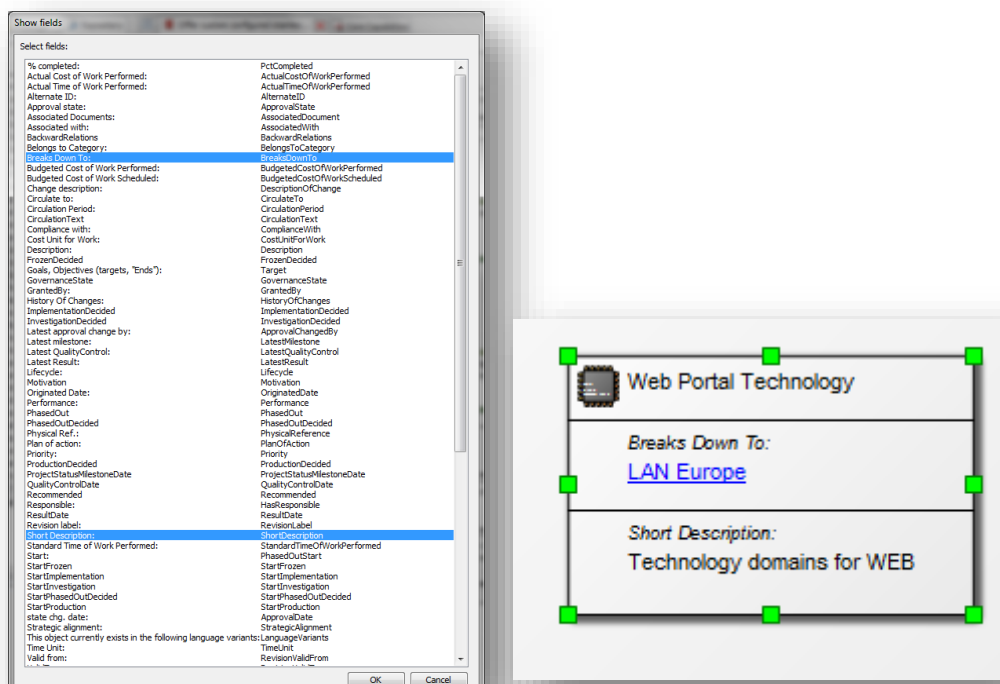 Show fields
Select fields:
% completed: PctCompleted
Actual Cost of Work Performed: ActualCostOfWorkPerformed
Actual Time of Work Performed: ActualTimeOfWorkPerformed
Alternate ID: AlternateID
Approval state: ApprovalState
Associated Documents: AssociatedDocument
Associated with: AssociatedWith
BackwardRelations BackwardRelations
Belongs to Category: BelongsToCategory
Breaks Down To: BreaksDownTo
Budgeted Cost of Work Performed: BudgetedCostOfWorkPerformed
Budgeted Cost of Work Scheduled: BudgetedCostOfWorkScheduled
Change description: DescriptionOfChange
Circulate to: CirculateTo
Circulation Period: CirculationPeriod
CirculationText CirculationText
Compliance with: ComplianceWith
Cost Unit for Work: CostUnitForWork
Description: Description
FrozenDecided FrozenDecided
Goals, Objectives (targets, "Ends"): Target
GovernanceState GovernanceState
GrantedBy: GrantedBy
History Of Changes: HistoryOfChanges
ImplementationDecided ImplementationDecided
InvestigationDecided InvestigationDecided
Latest approval change by: ApprovalChangedBy
Latest milestone: LatestMilestone
Latest QualityControl: LatestQualityControl
Latest Result: LatestResult
Lifecycle: Lifecycle
Motivation Motivation
Originated Date: OriginatedDate
Performance: Performance
PhasedOut PhasedOut
PhasedOutDecided PhasedOutDecided
Physical Ref.: PhysicalReference
Plan of action: PlanOfAction
Priority: Priority
ProductionDecided ProductionDecided
ProjectStatusMilestoneDate ProjectStatusMilestoneDate
QualityControlDate QualityControlDate
Recommended Recommended
Responsible: HasResponsible
ResultDate ResultDate
Revision label: RevisionLabel
Short Description: ShortDescription
Standard Time of Work Performed: StandardTimeOfWorkPerformed
Start: PhasedOutStart
StartFrozen StartFrozen
StartImplementation StartImplementation
StartInvestigation StartInvestigation
StartPhasedOutDecided StartPhasedOutDecided
StartProduction StartProduction
state chg. date: ApprovalDate
Strategic alignment: StrategicAlignment
This object currently exists in the following language variants: LanguageVariants
Time Unit: TimeUnit
Valid from: RevisionValidFrom
OK Cancel
Web Portal Technology
Breaks Down To:
LAN Europe
Short Description:
Technology domains for WEB